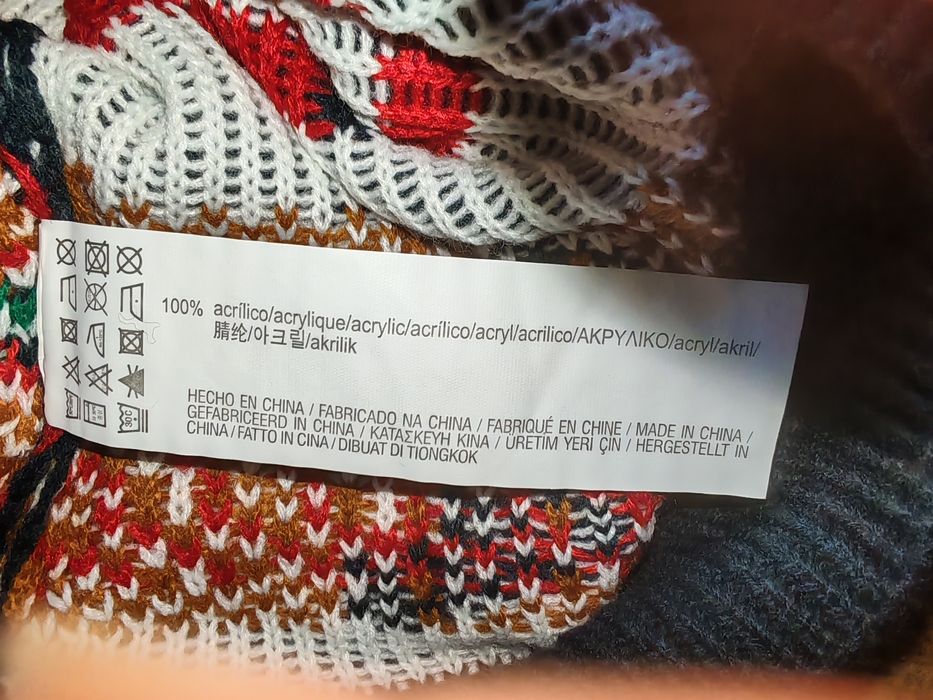 100% acrílico/acrylique/acrylic/acrílico/acryl/acrilico/ΑΚΡΥΛΙΚΟ/acryl/akril/
腈纶/아크릴/akrilik
HECHO EN CHINA / FABRICADO NA CHINA / FABRIQUÉ EN CHINE / MADE IN CHINA /
GEFABRICEERD IN CHINA / ΚΑΤΑΣΚΕΥΗ ΚΙΝΑ / ÜRETIM YERI ÇIN / HERGESTELLT IN
CHINA / FATTO IN CINA / DIBUAT DI TIONGKOK